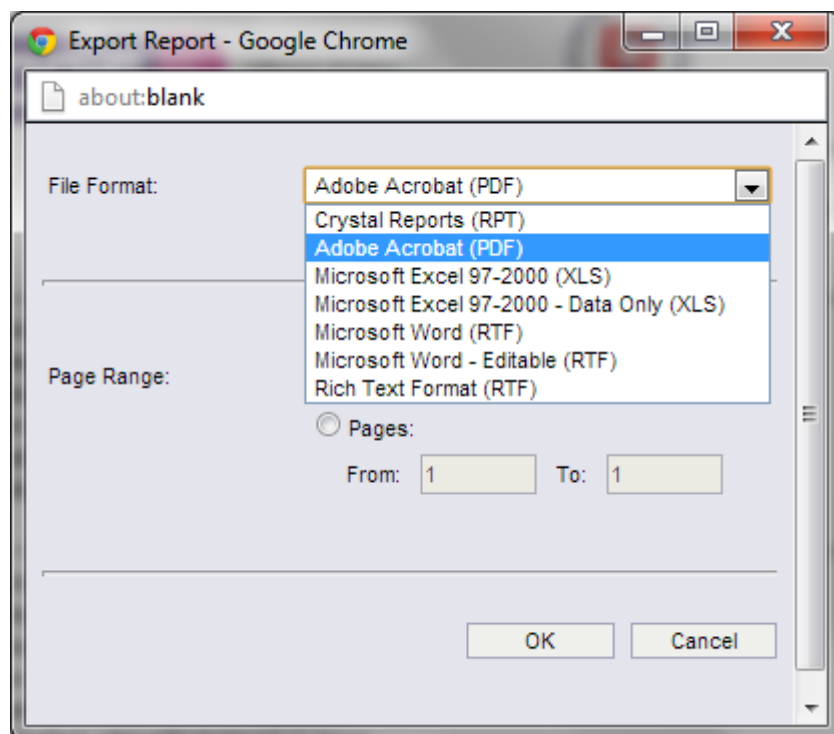 Export Report - Google Chrome
about:blank
File Format:
Adobe Acrobat (PDF)
Crystal Reports (RPT)
Adobe Acrobat (PDF)
Microsoft Excel 97-2000 (XLS)
Microsoft Excel 97-2000 - Data Only (XLS)
Microsoft Word (RTF)
Microsoft Word - Editable (RTF)
Rich Text Format (RTF)
Page Range:
Pages:
From: 1 To: 1
OK Cancel